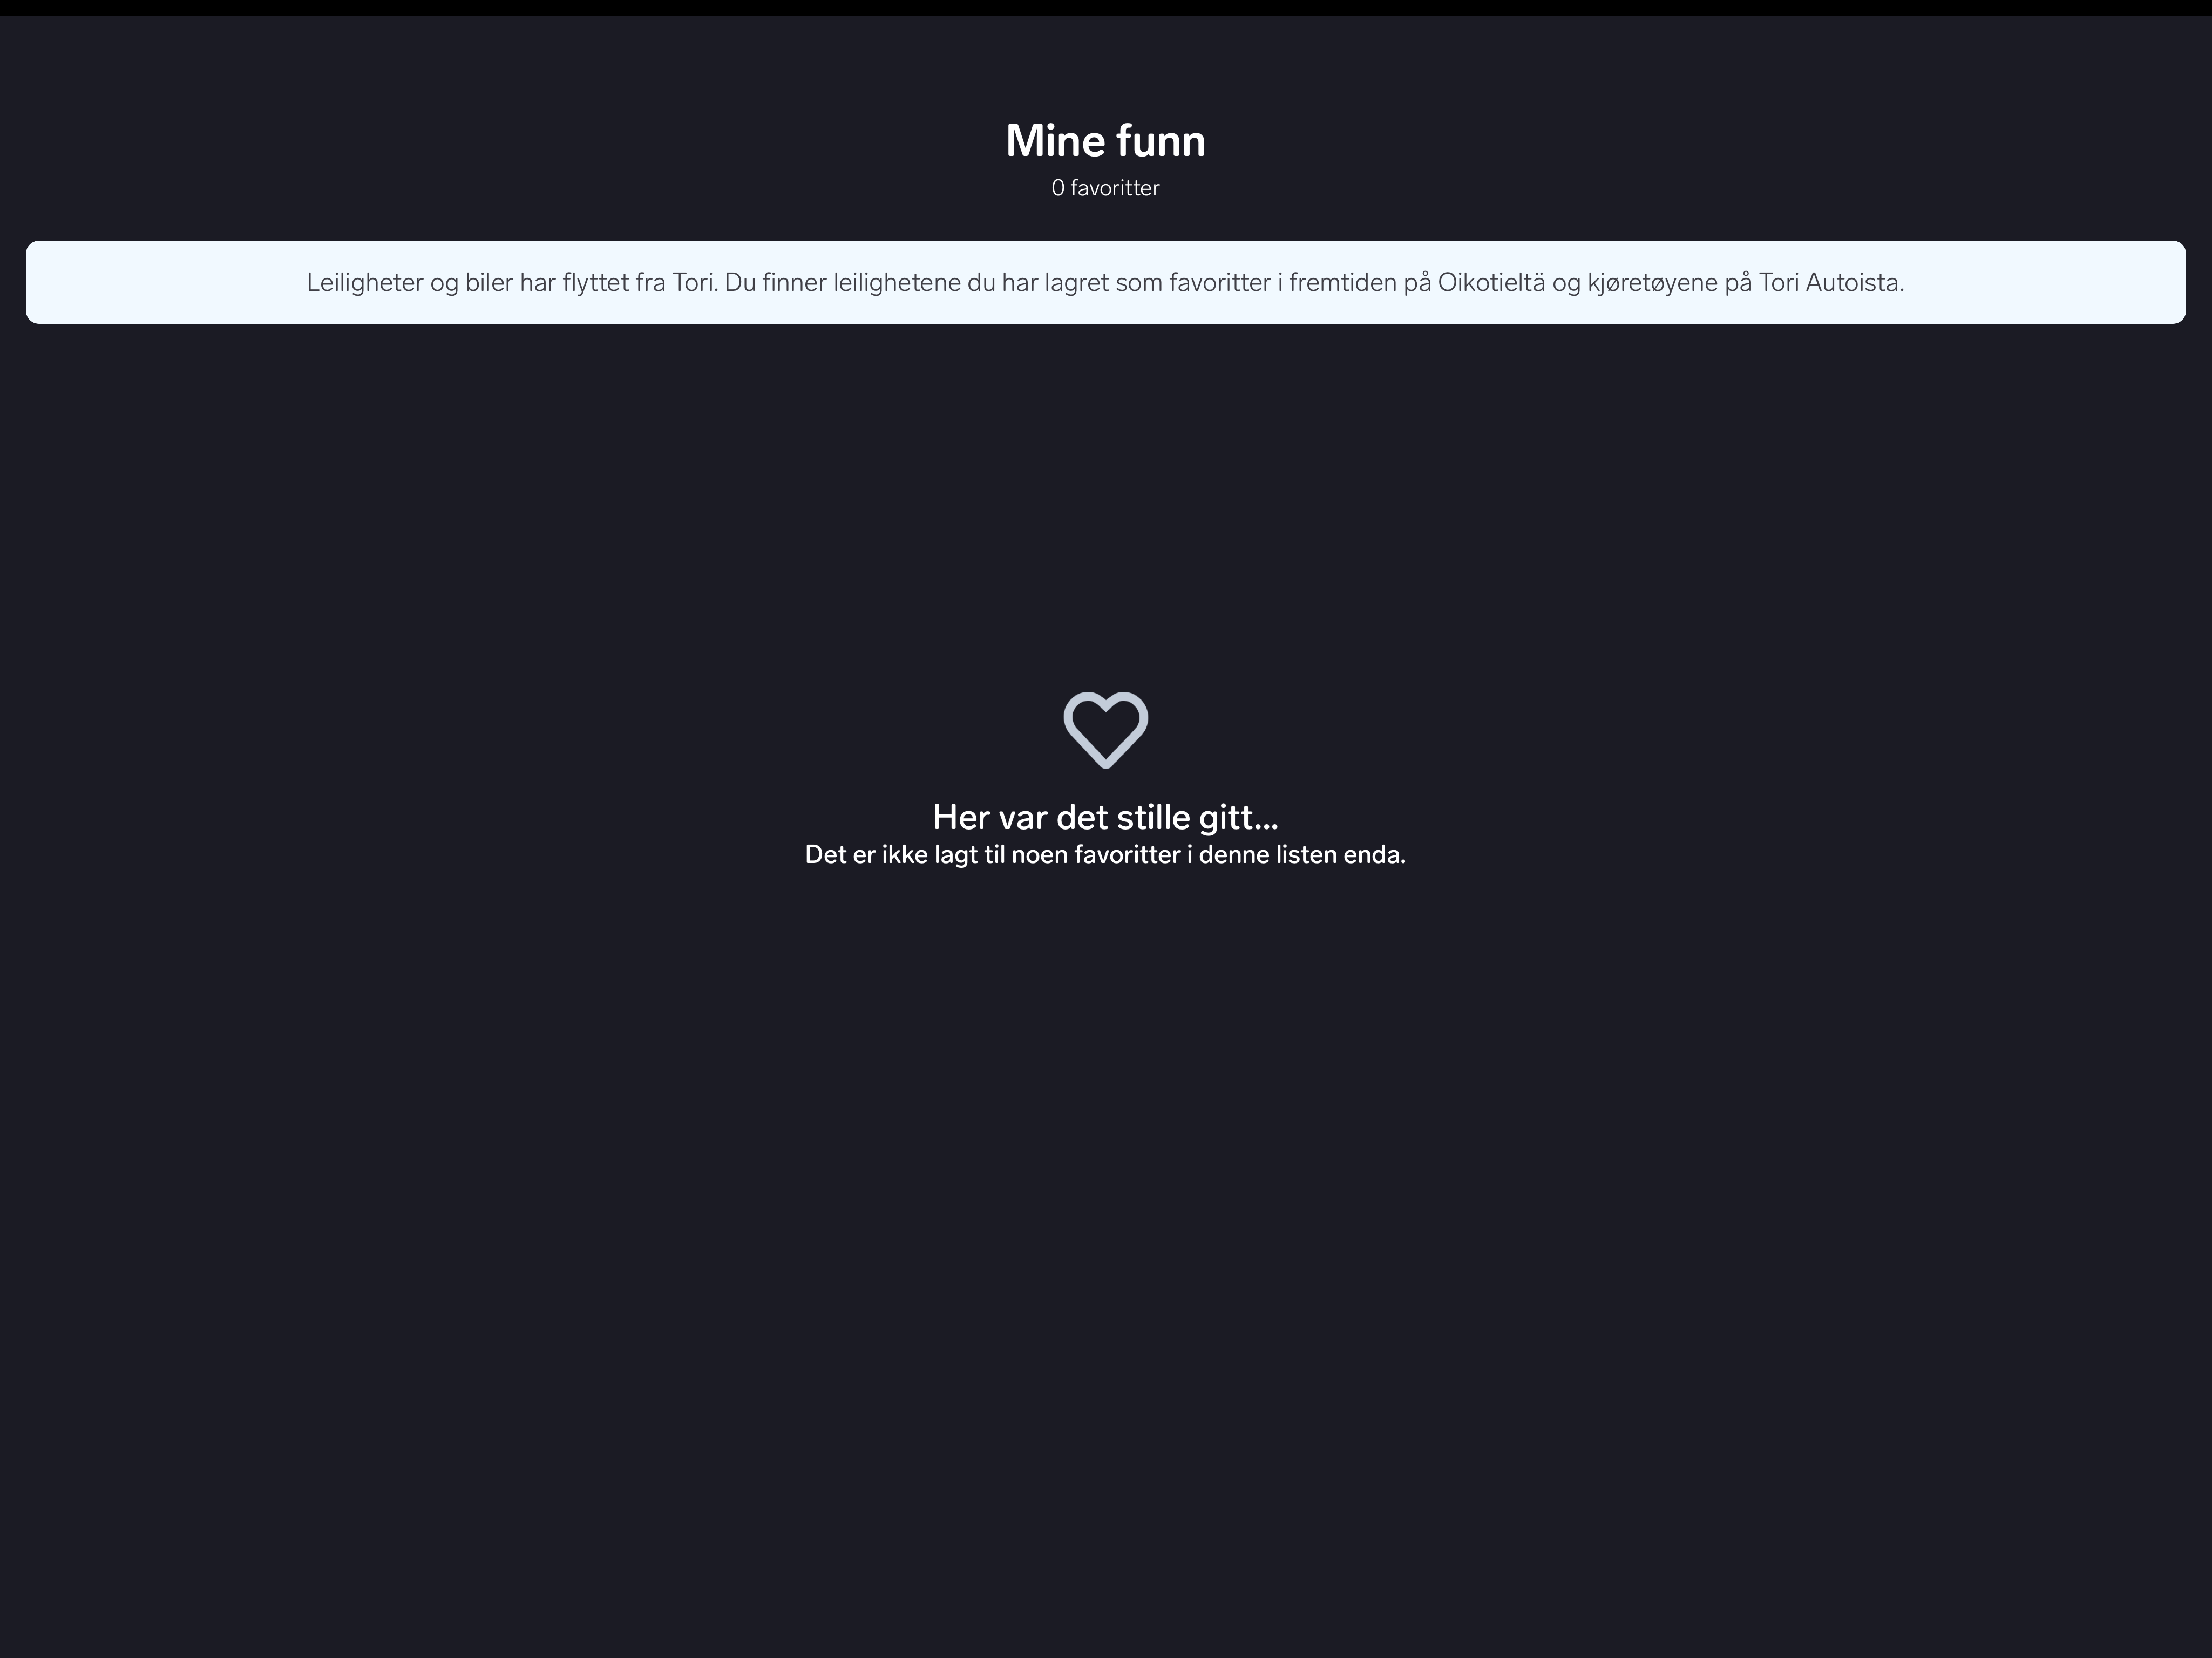 Mine funn
0 favoritter
Leiligheter og biler har flyttet fra Tori. Du finner leilighetene du har lagret som favoritter i fremtiden på Oikotieltä og kjøretøyene på Tori Autoista.
Her var det stille gitt...
Det er ikke lagt til noen favoritter i denne listen enda.